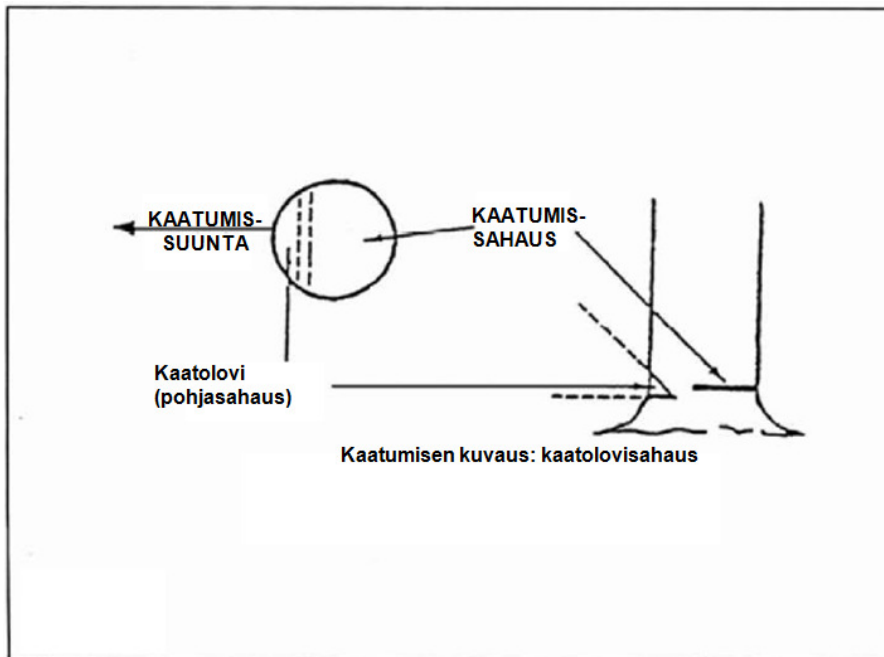 KAATUMIS-
SUUNTA
KAATUMIS-
SAHAUS
Kaatolovi
(pohjasahaus)
Kaatumisen kuvaus: kaatolovisahaus